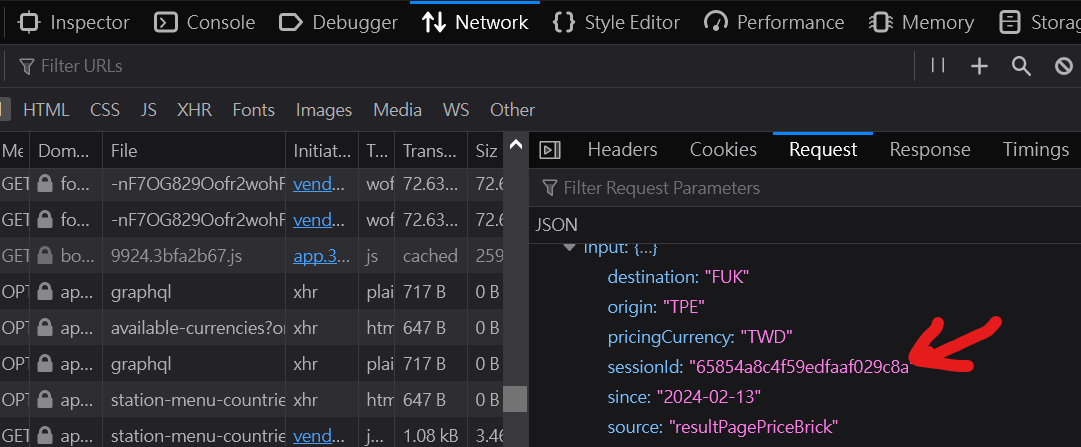 Inspector Console Debugger Network Style Editor Performance Memory Storag
Filter URLs
HTML CSS JS XHR Fonts Images Media WS Other
Me Dom... File Initiat... T... Trans... Siz
GET fo... -nF7OG829Oofr2wohF vend... wof 72.63... 72.6
GET fo... -nF7OG829Oofr2wohF vend... wof 72.63... 72.6
GET bo... 9924.3bfa2b67.js app.3... js cached 259
OPT ap... graphql xhr plai 717 B 0 B
OPT ap... available-currencies?or xhr htm 647 B 0 B
OPT ap... graphql xhr plai 717 B 0 B
OPT ap... station-menu-countrie xhr htm 647 B 0 B
GET ap... station-menu-countrie vend... j... 1.08 kB 3.46
Headers Cookies Request Response Timings
Filter Request Parameters
JSON
input: {...}
destination: "FUK"
origin: "TPE"
pricingCurrency: "TWD"
sessionId: "65854a8c4f59edfaaf029c8a"
since: "2024-02-13"
source: "resultPagePriceBrick"